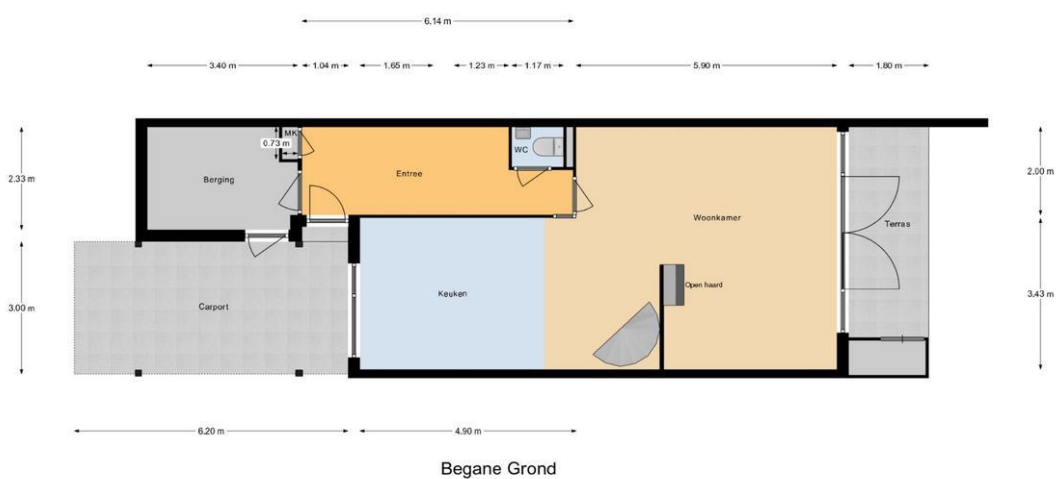 6.14 m
3.40 m
1.04 m
1.65 m
1.23 m
1.17 m
5.90 m
1.80 m
MK
0.73 m
WC
2.33 m
2.00 m
Berging
Entree
Woonkamer
Terras
Open haard
Keuken
Carport
3.00 m
3.43 m
6.20 m
4.90 m
Begane Grond